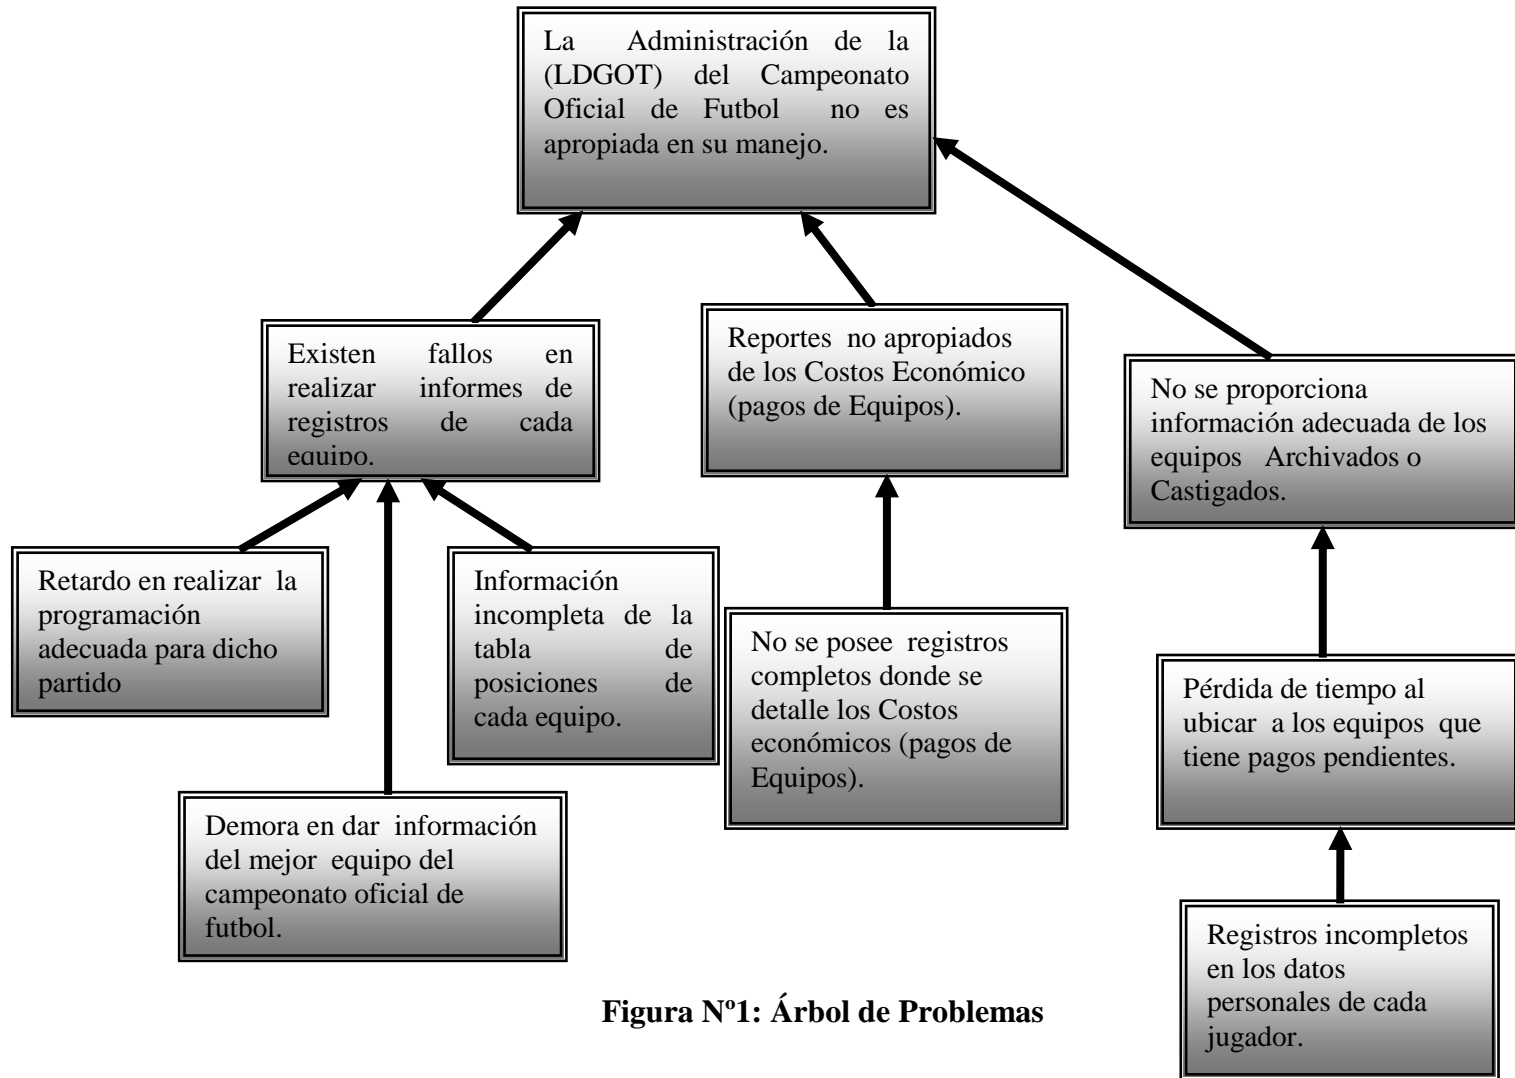 La Administración de la
(LDGOT) del Campeonato
Oficial de Futbol no es
apropiada en su manejo.
Existen fallos en
realizar informes de
registros de cada
equipo.
Reportes no apropiados
de los Costos Económico
(pagos de Equipos).
No se proporciona
información adecuada de los
equipos Archivados o
Castigados.
Retardo en realizar la
programación
adecuada para dicho
partido
Información
incompleta de la
tabla de
posiciones de
cada equipo.
No se posee registros
completos donde se
detalle los Costos
económicos (pagos de
Equipos).
Pérdida de tiempo al
ubicar a los equipos que
tiene pagos pendientes.
Demora en dar información
del mejor equipo del
campeonato oficial de
futbol.
Registros incompletos
en los datos
personales de cada
jugador.
Figura Nº1: Árbol de Problemas